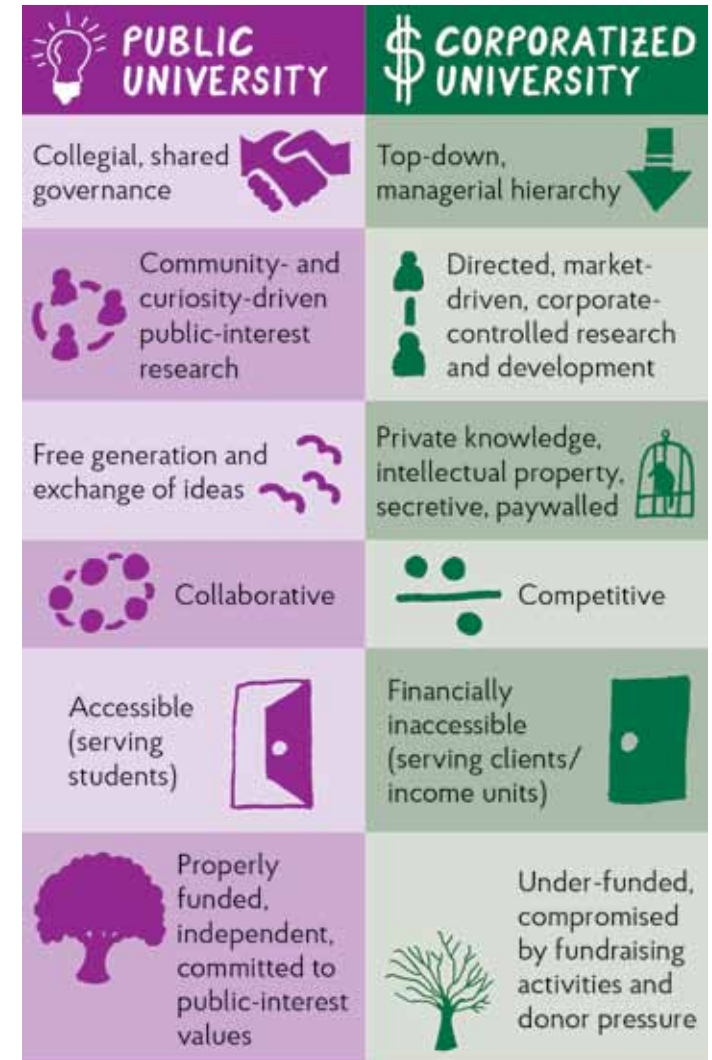 PUBLIC
UNIVERSITY
$ CORPORATIZED
UNIVERSITY
Collegial, shared
governance
Top-down,
managerial hierarchy
Community- and
curiosity-driven
public-interest
research
Directed, market-
driven, corporate-
controlled research
and development
Free generation and
exchange of ideas
Private knowledge,
intellectual property,
secretive, paywalled
Collaborative
Competitive
Accessible
(serving
students)
Financially
inaccessible
(serving clients/
income units)
Properly
funded,
independent,
committed to
public-interest
values
Under-funded,
compromised
by fundraising
activities and
donor pressure